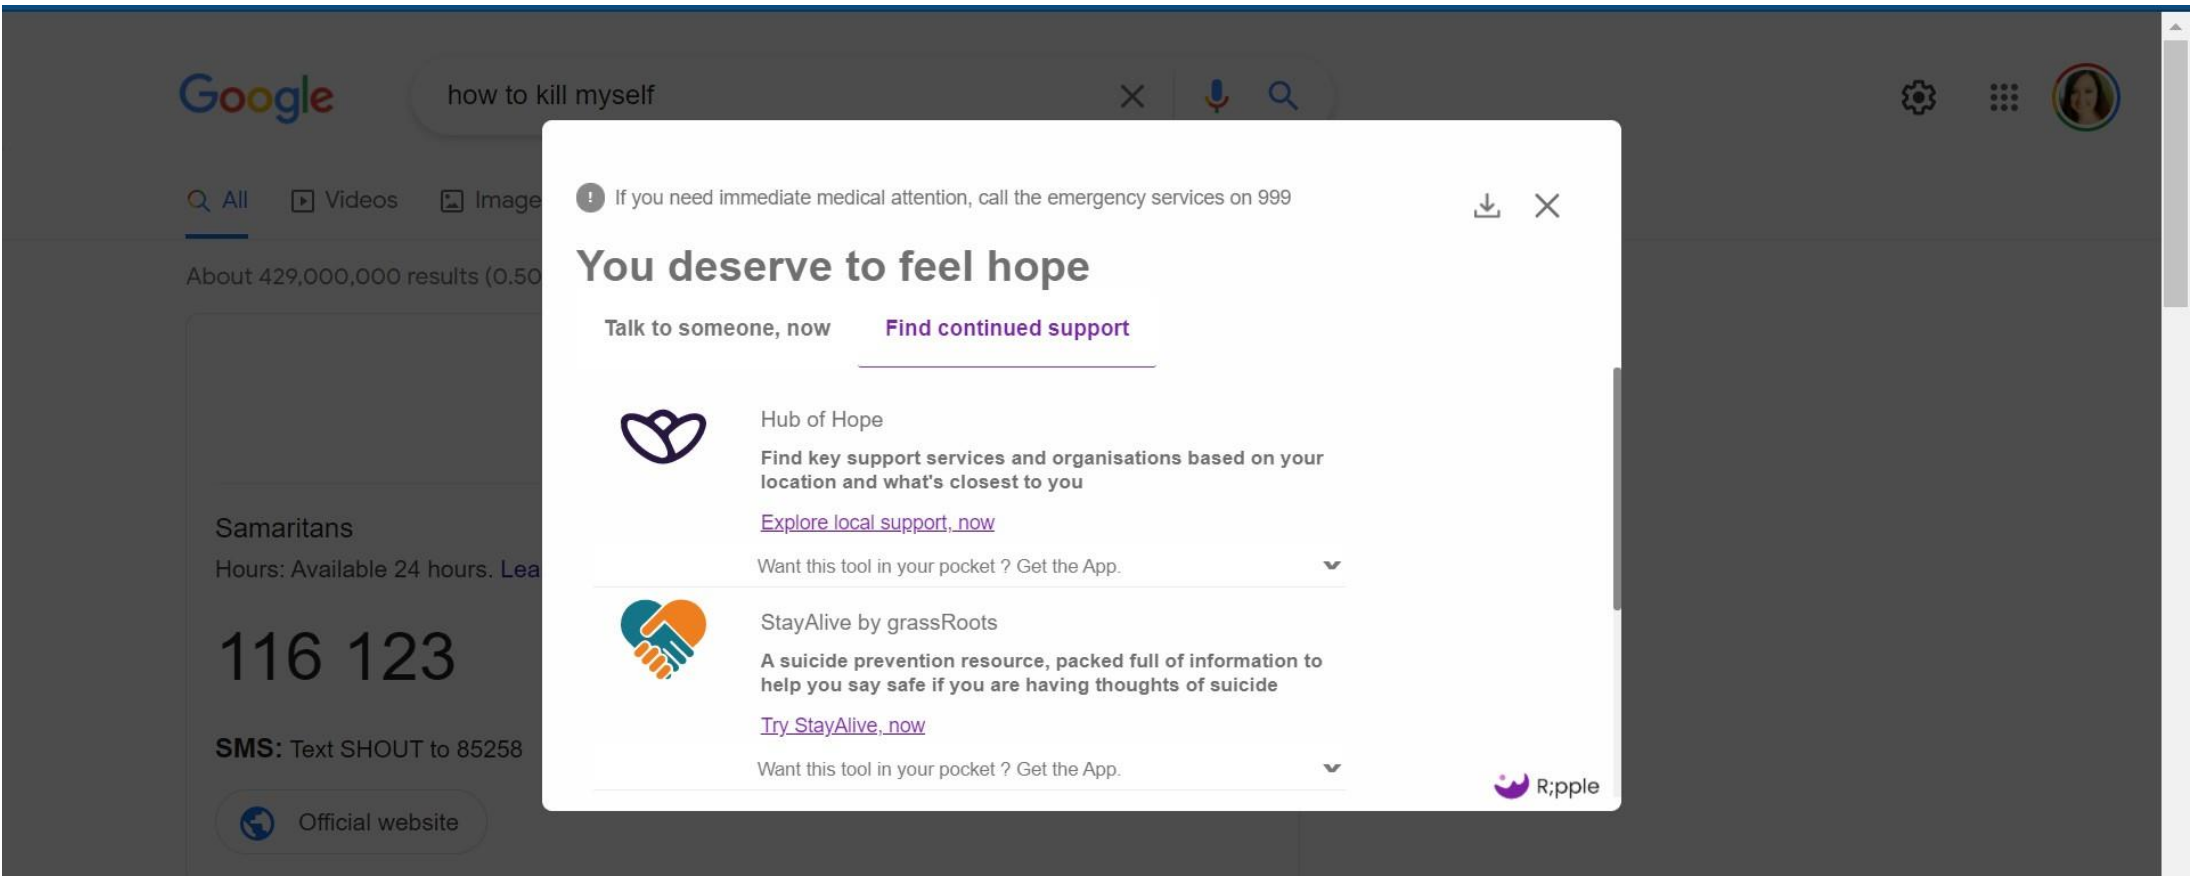 Google
how to kill myself
All
Videos
Image
About 429,000,000 results (0.50
Samaritans
Hours: Available 24 hours. Lea
116 123
SMS: Text SHOUT to 85258
Official website
! If you need immediate medical attention, call the emergency services on 999
You deserve to feel hope
Talk to someone, now
Find continued support
Hub of Hope
Find key support services and organisations based on your
location and what's closest to you
Explore local support, now
Want this tool in your pocket ? Get the App.
StayAlive by grassRoots
A suicide prevention resource, packed full of information to
help you say safe if you are having thoughts of suicide
Try StayAlive, now
Want this tool in your pocket ? Get the App.
R;pple